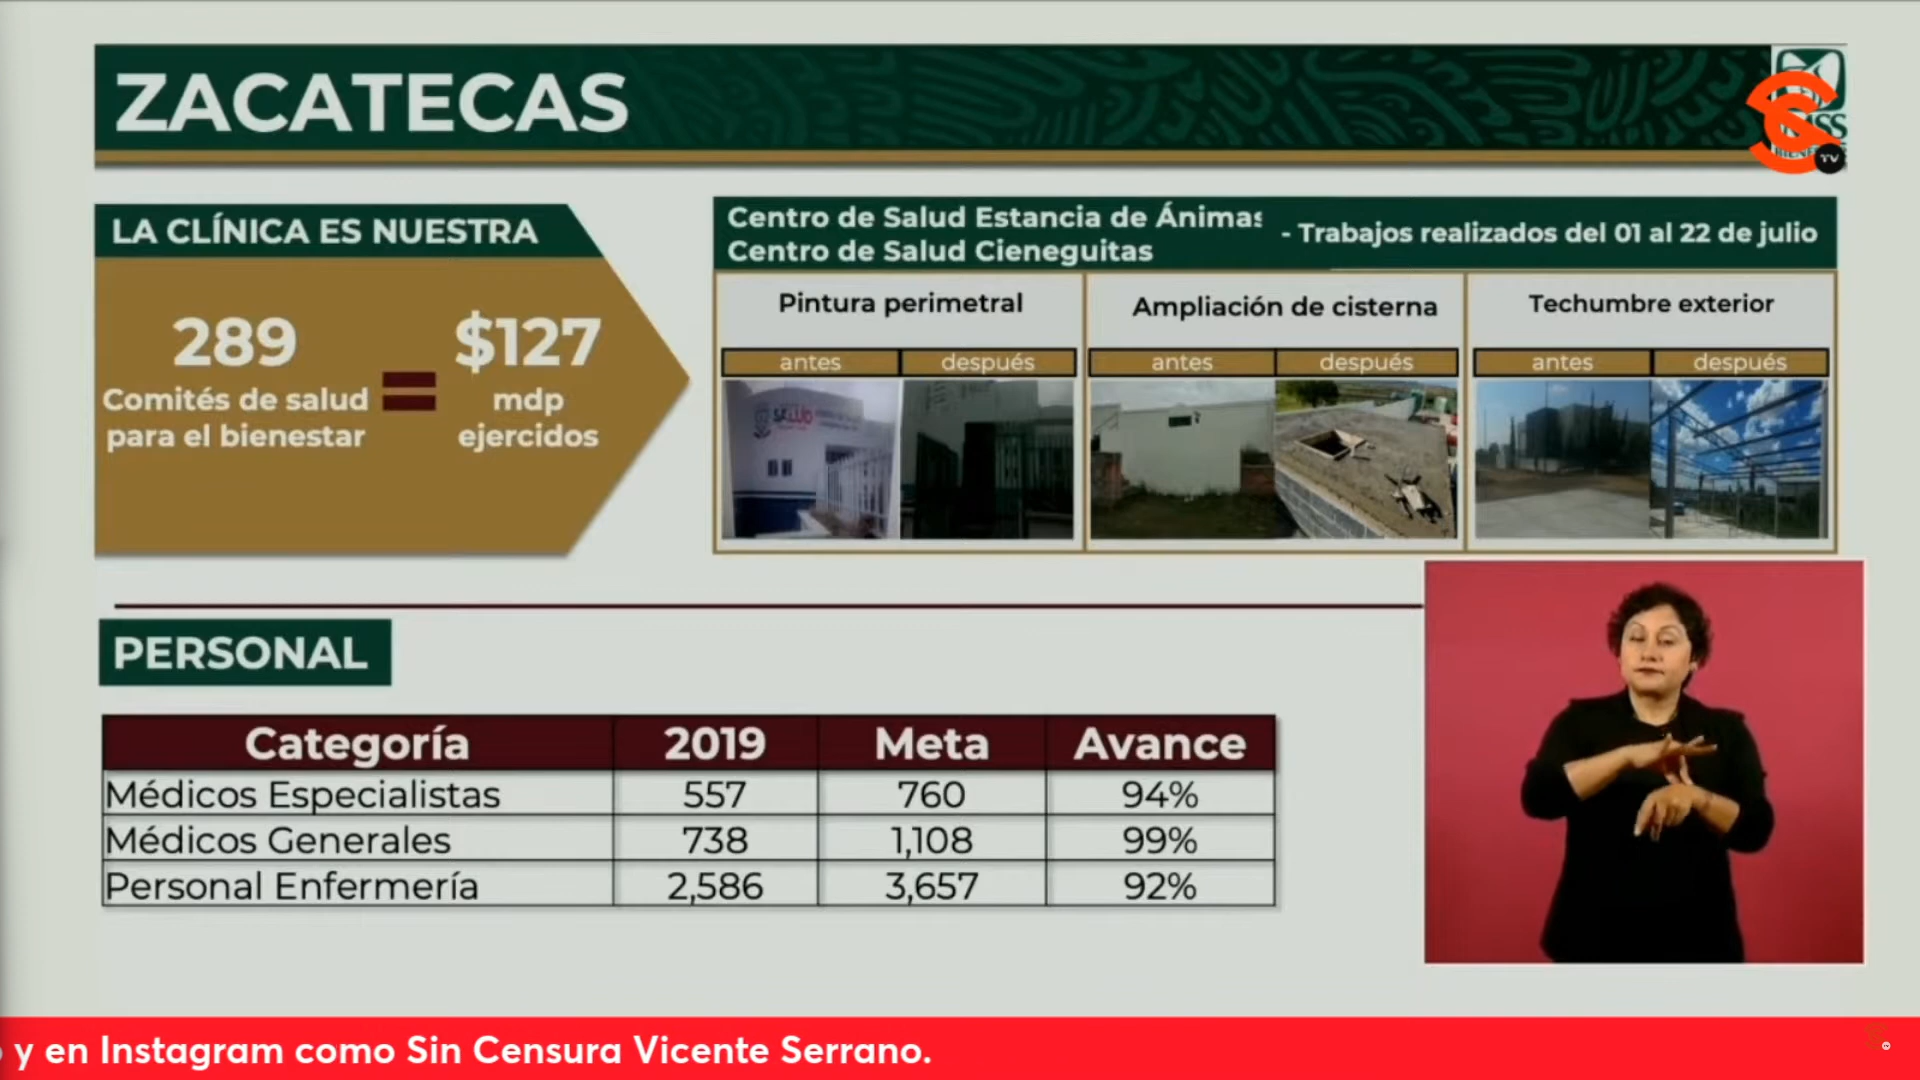 ZACATECAS
TV
LA CLÍNICA ES NUESTRA
289
Comités de salud
para el bienestar
=
$127
mdp
ejercidos
Centro de Salud Estancia de Ánimas
Centro de Salud Cieneguitas
- Trabajos realizados del 01 al 22 de julio
Pintura perimetral
Ampliación de cisterna
Techumbre exterior
antes después antes después antes después
SALUD
PERSONAL
Categoría 2019 Meta Avance
Médicos Especialistas 557 760 94%
Médicos Generales 738 1,108 99%
Personal Enfermería 2,586 3,657 92%
y en Instagram como Sin Censura Vicente Serrano.